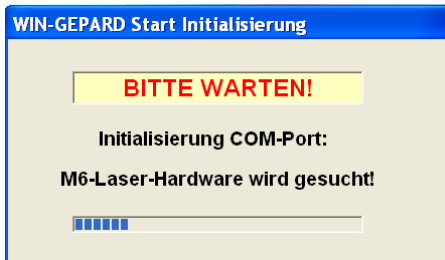 WIN-GEPARD Start Initialisierung
BITTE WARTEN!
Initialisierung COM-Port:
M6-Laser-Hardware wird gesucht!